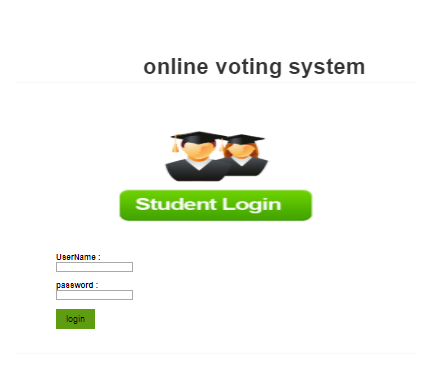 online voting system
Student Login
UserName :
password :
login